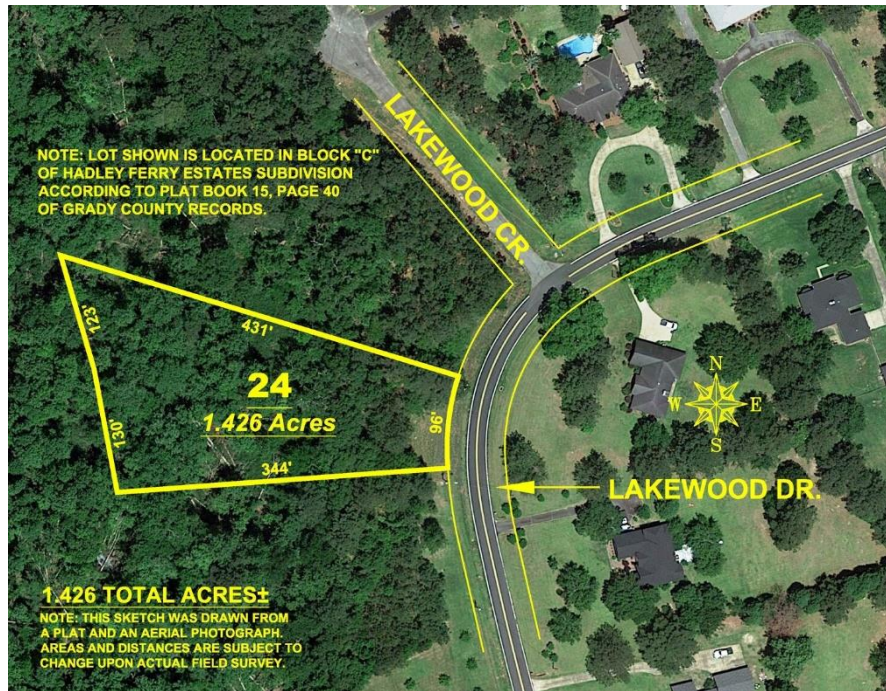 LAKEWOOD CR.
NOTE: LOT SHOWN IS LOCATED IN BLOCK "C"
OF HADLEY FERRY ESTATES SUBDIVISION
ACCORDING TO PLAT BOOK 15, PAGE 40
OF GRADY COUNTY RECORDS.
123'
431'
24
1.426 Acres
96'
130'
344'
N
W
E
S
LAKEWOOD DR.
1.426 TOTAL ACRES±
NOTE: THIS SKETCH WAS DRAWN FROM
A PLAT AND AN AERIAL PHOTOGRAPH.
AREAS AND DISTANCES ARE SUBJECT TO
CHANGE UPON ACTUAL FIELD SURVEY.